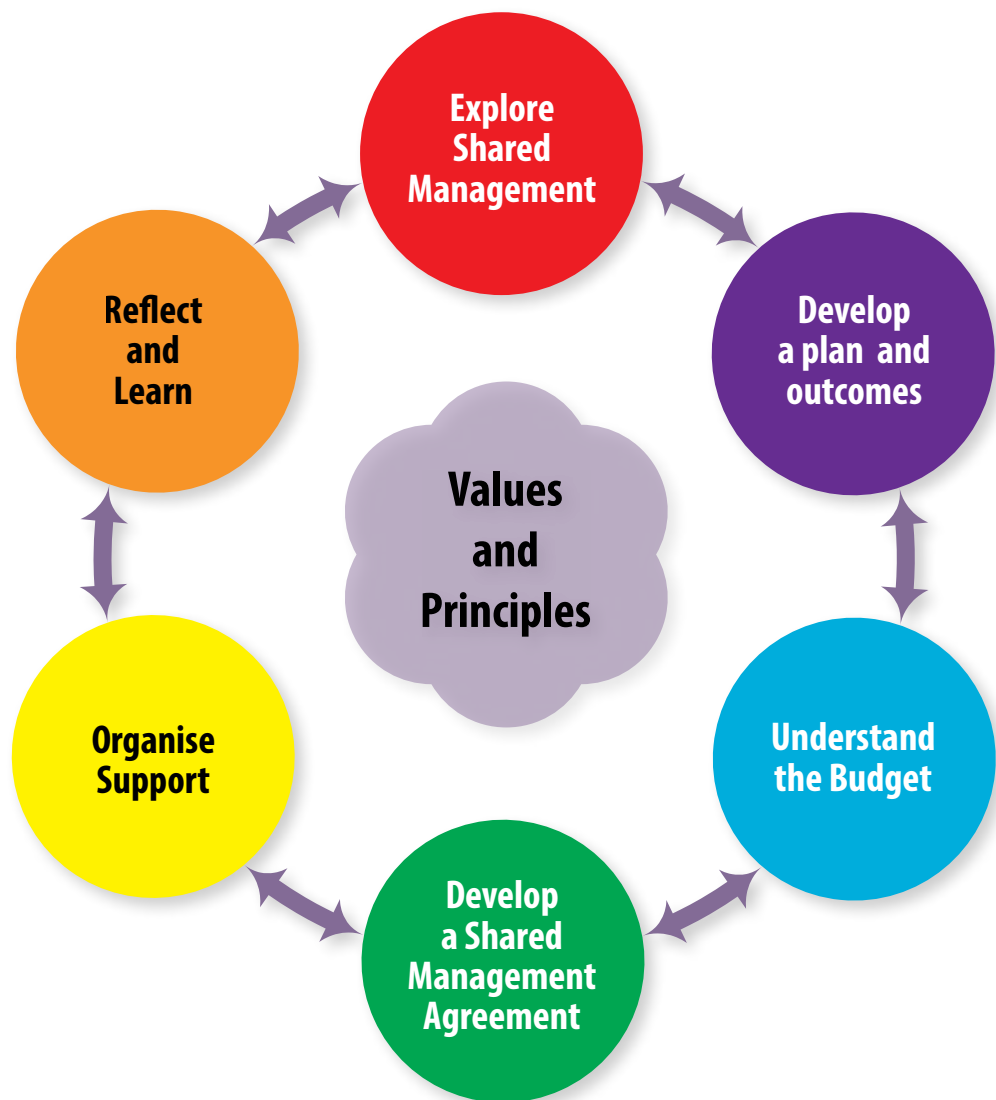 Explore
Shared
Management
Develop
a plan and
outcomes
Understand
the Budget
Develop
a Shared
Management
Agreement
Organise
Support
Reflect
and
Learn
Values
and
Principles